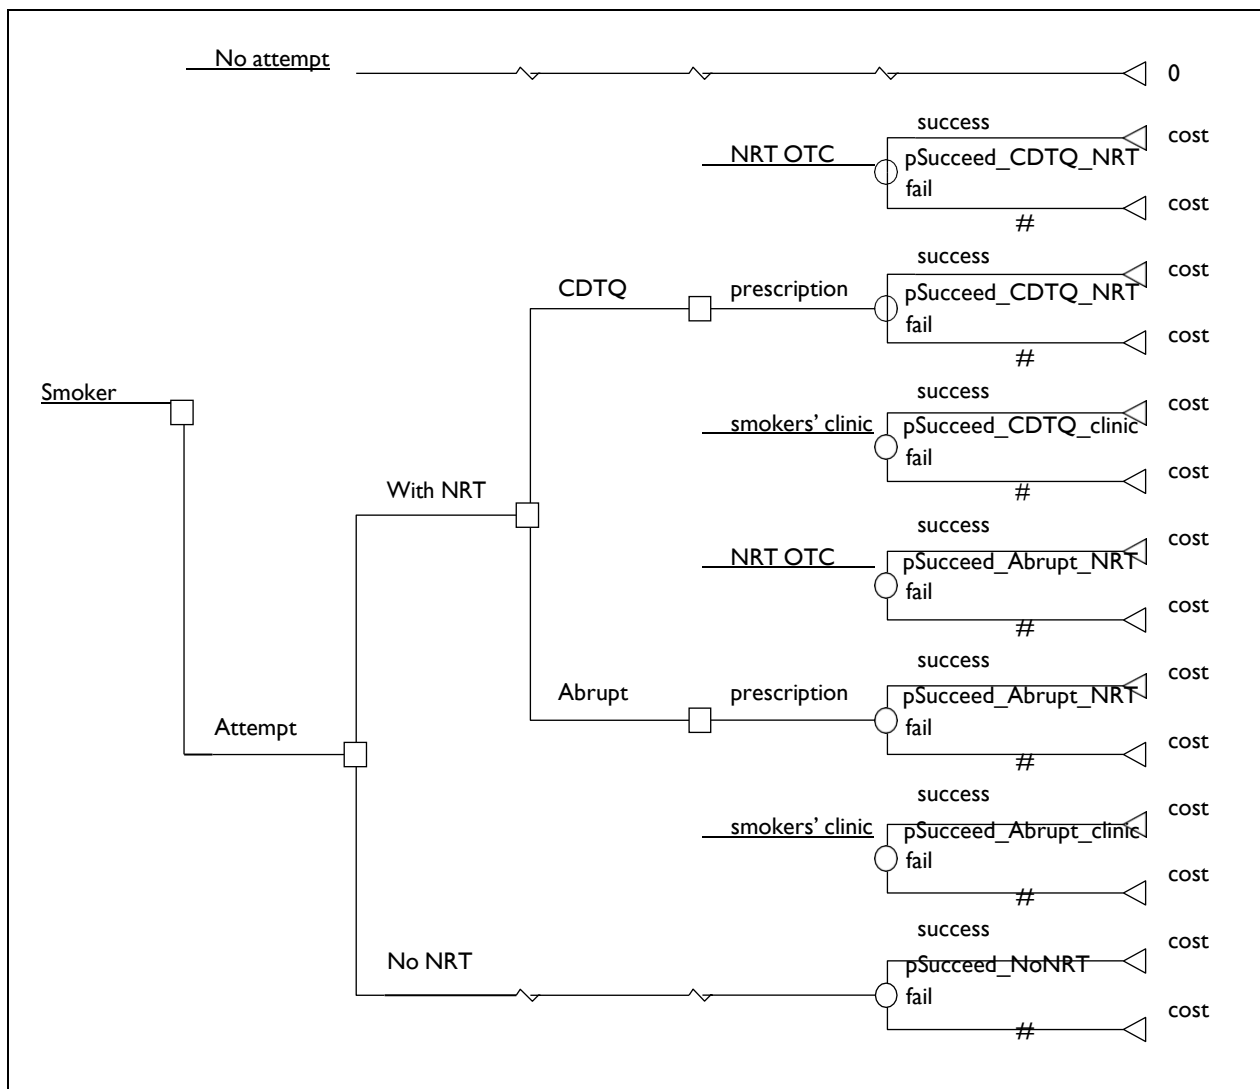 No attempt
0
success
cost
NRT OTC
pSucceed_CDTQ_NRT
fail
cost
#
success
cost
CDTQ
prescription
pSucceed_CDTQ_NRT
fail
cost
#
Smoker
success
cost
smokers’ clinic
pSucceed_CDTQ_clinic
fail
cost
#
With NRT
success
cost
NRT OTC
pSucceed_Abrupt_NRT
fail
cost
#
success
cost
Abrupt
prescription
pSucceed_Abrupt_NRT
fail
cost
#
Attempt
success
cost
smokers’ clinic
pSucceed_Abrupt_clinic
fail
cost
#
success
cost
No NRT
pSucceed_NoNRT
fail
cost
#